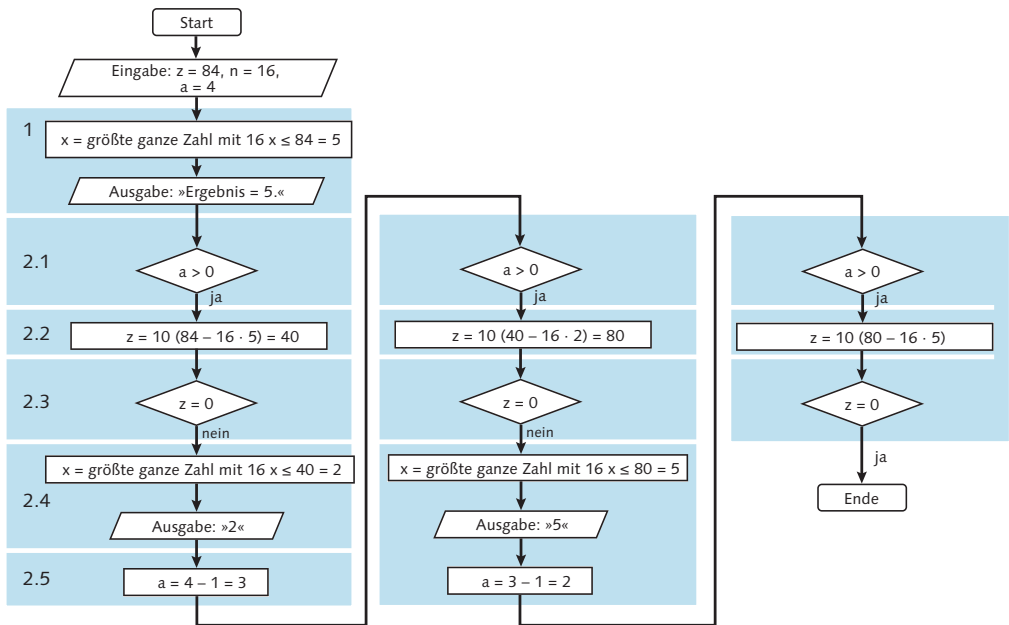 Start
Eingabe: z = 84, n = 16,
a = 4
1
x = größte ganze Zahl mit 16 x ≤ 84 = 5
Ausgabe: »Ergebnis = 5.«
2.1
a > 0
ja
2.2
z = 10 (84 – 16 · 5) = 40
2.3
z = 0
nein
2.4
x = größte ganze Zahl mit 16 x ≤ 40 = 2
Ausgabe: »2«
2.5
a = 4 – 1 = 3
a > 0
ja
z = 10 (40 – 16 · 2) = 80
z = 0
nein
x = größte ganze Zahl mit 16 x ≤ 80 = 5
Ausgabe: »5«
a = 3 – 1 = 2
a > 0
ja
z = 10 (80 – 16 · 5)
z = 0
ja
Ende